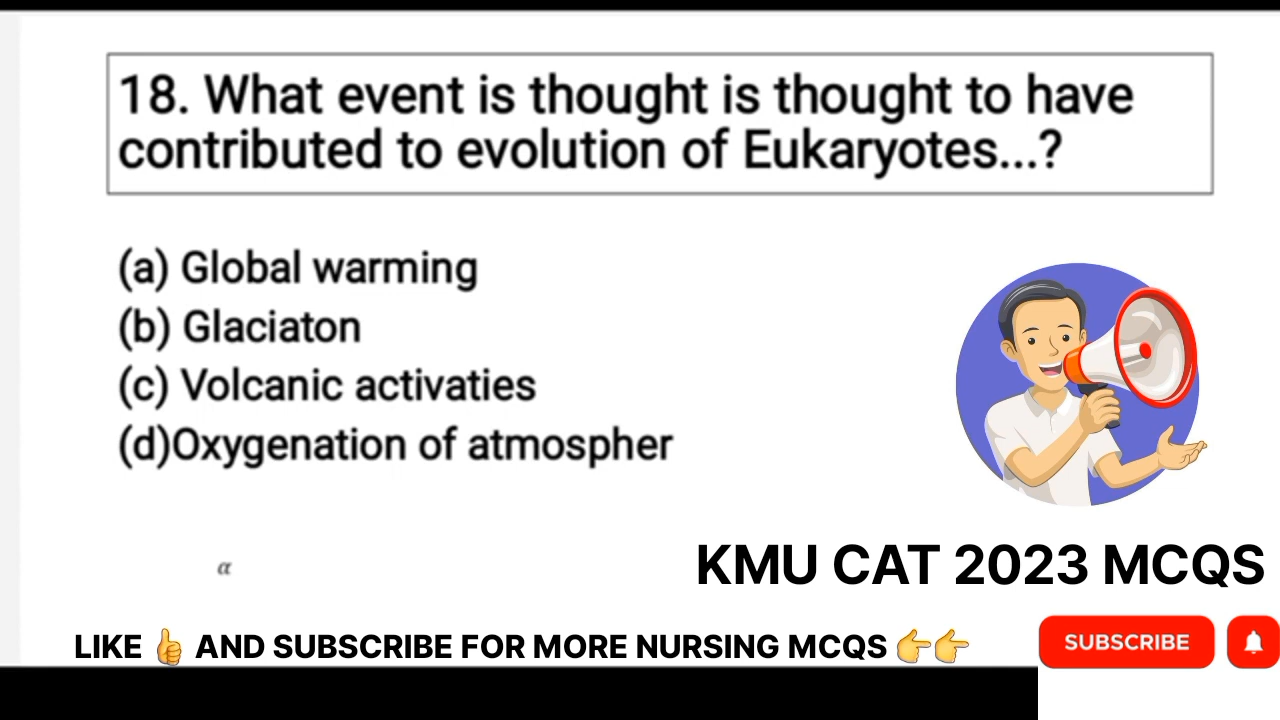 18. What event is thought is thought to have
contributed to evolution of Eukaryotes...?
(a) Global warming
(b) Glaciaton
(c) Volcanic activaties
(d)Oxygenation of atmospher
α
KMU CAT 2023 MCQS
LIKE 👍 AND SUBSCRIBE FOR MORE NURSING MCQS 👉👉
SUBSCRIBE